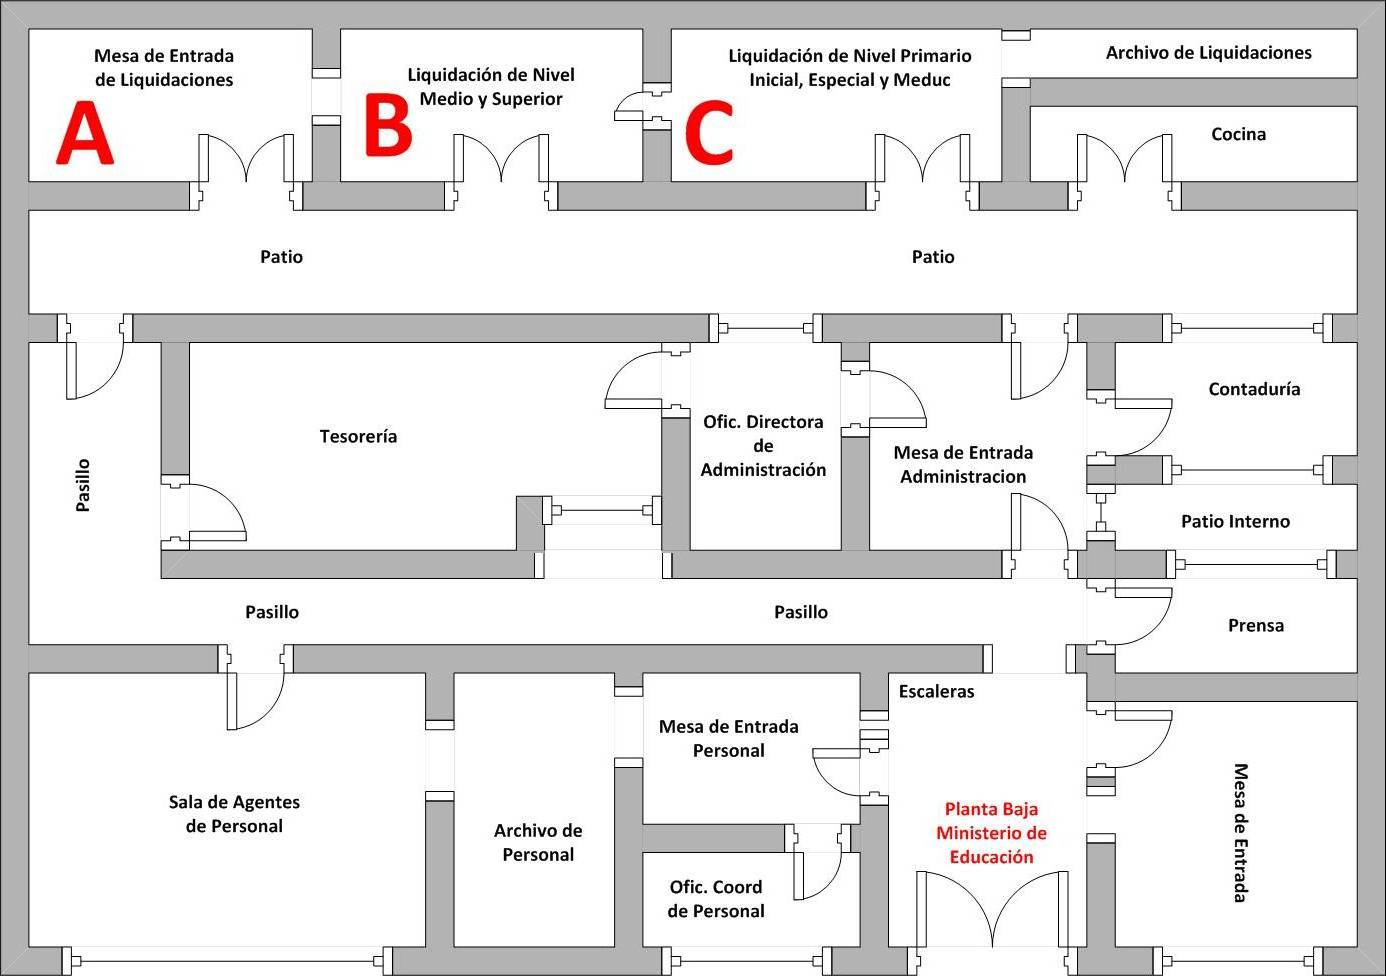 Mesa de Entrada
de Liquidaciones
A
Liquidación de Nivel
Medio y Superior
B
Liquidación de Nivel Primario
Inicial, Especial y Meduc
C
Archivo de Liquidaciones
Cocina
Patio
Patio
Pasillo
Tesorería
Ofic. Directora
de
Administración
Mesa de Entrada
Administracion
Contaduría
Patio Interno
Pasillo
Pasillo
Prensa
Sala de Agentes
de Personal
Archivo de
Personal
Mesa de Entrada
Personal
Ofic. Coord
de Personal
Escaleras
Planta Baja
Ministerio de
Educación
Mesa de Entrada